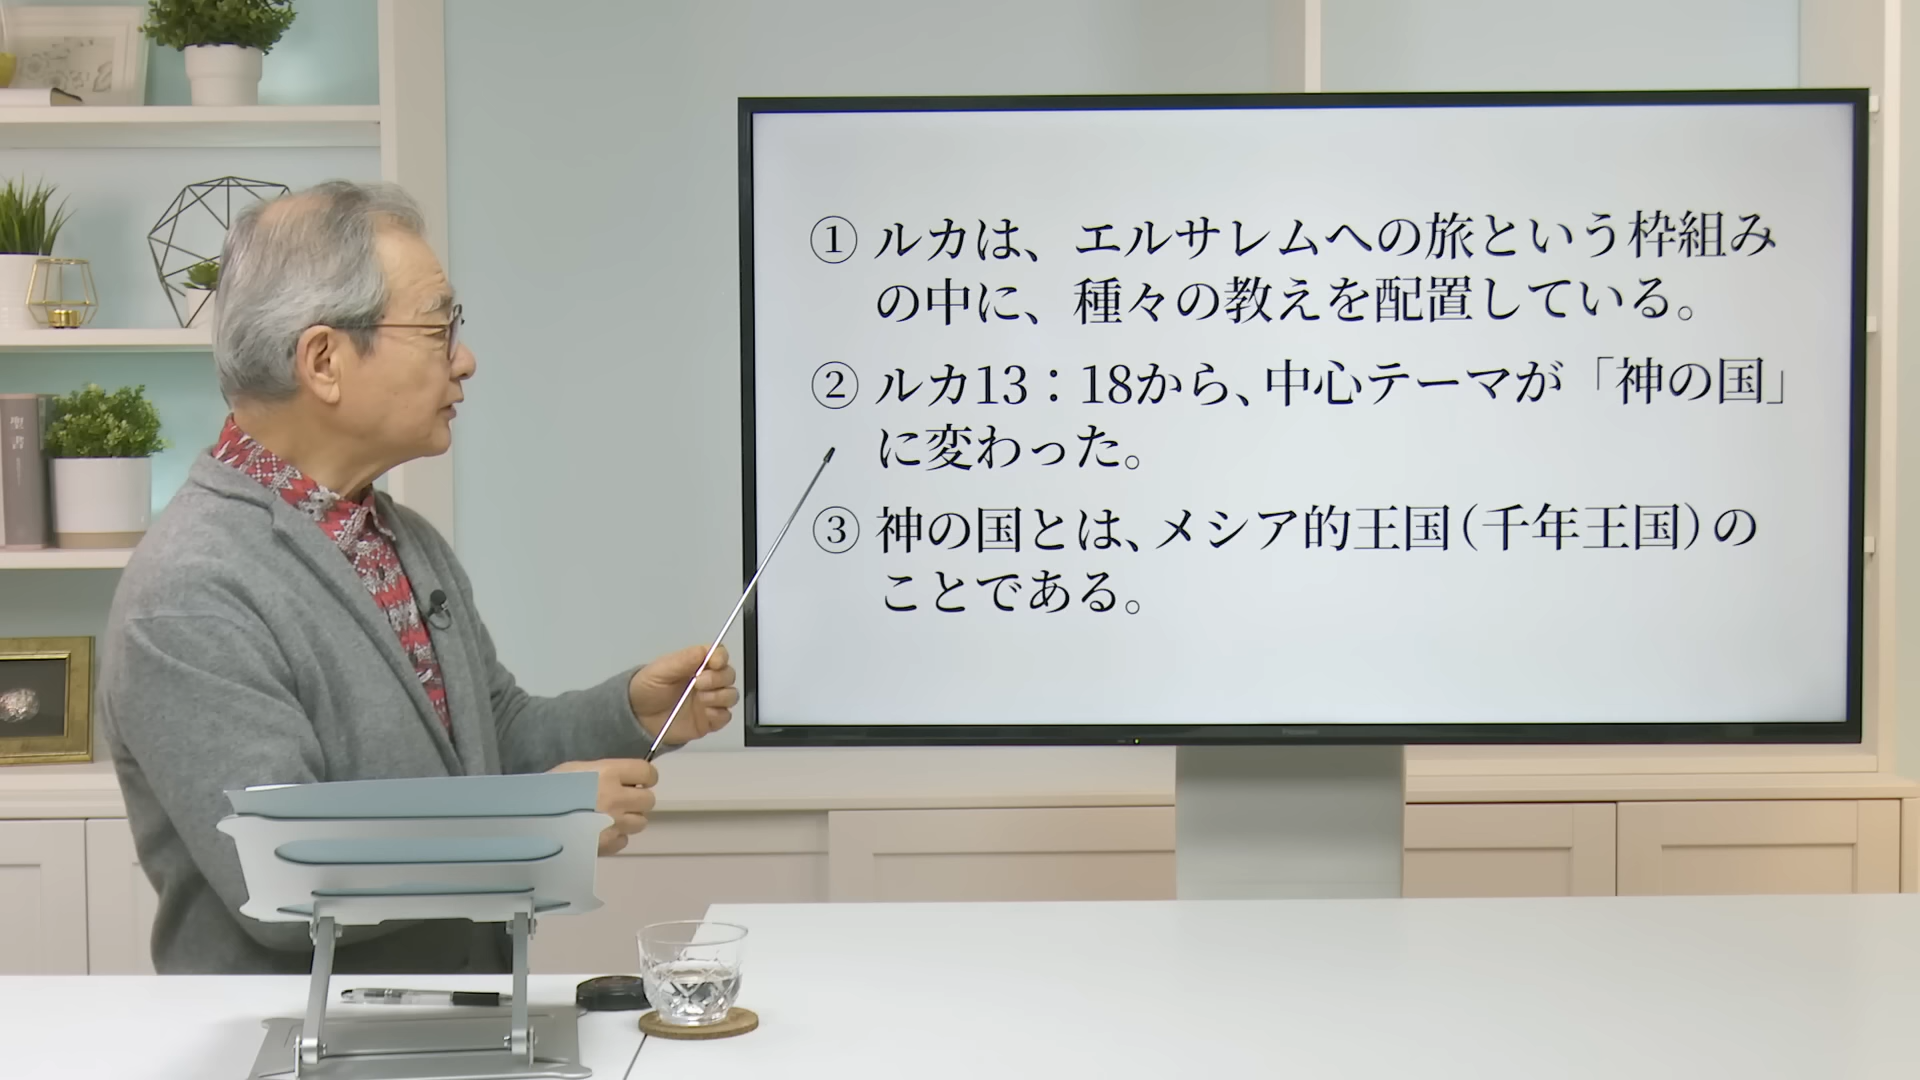 ① ルカは、エルサレムへの旅という枠組み
の中に、種々の教えを配置している。
② ルカ13：18から、中心テーマが「神の国」
に変わった。
③ 神の国とは、メシア的王国（千年王国）の
ことである。
聖書